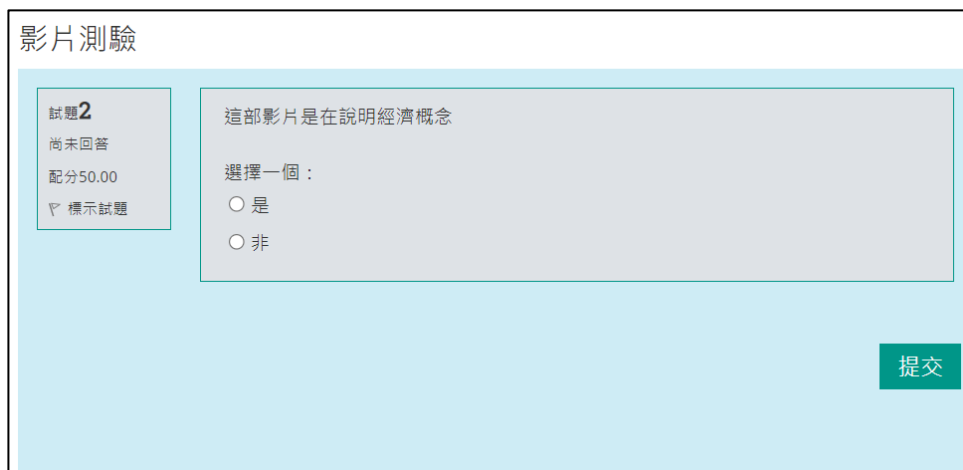 影片測驗
試題2
尚未回答
配分50.00
標示試題
這部影片是在說明經濟概念
選擇一個：
是
非
提交